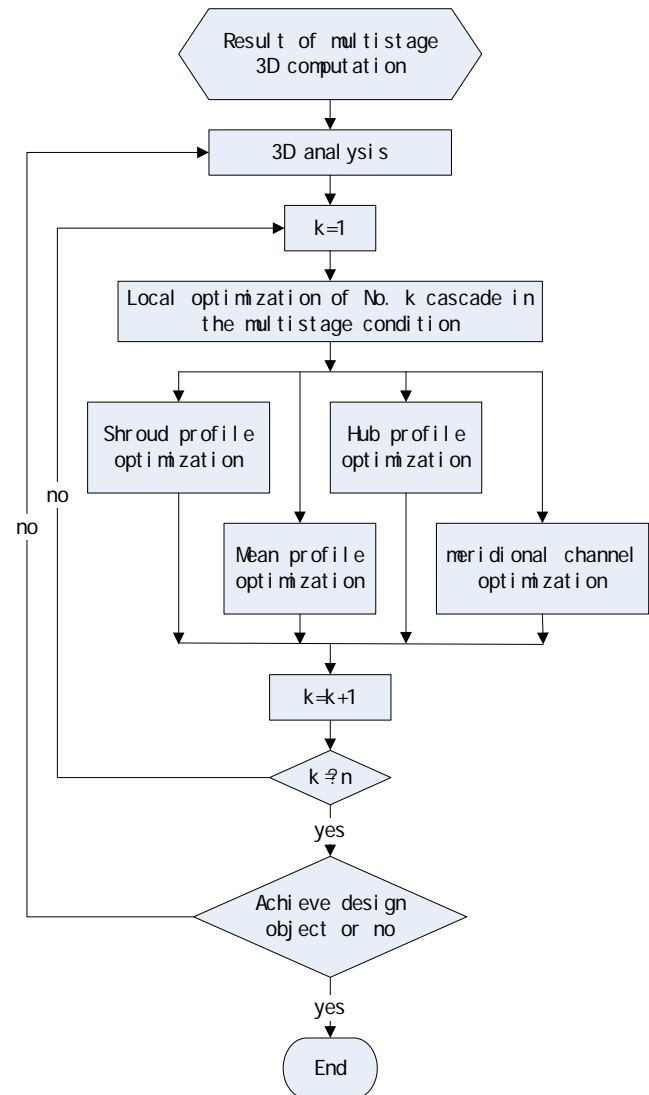 Result of multistage
3D computation
3D analysis
k=1
Local optimization of No. k cascade in
the multistage condition
Shroud profile
optimization
Hub profile
optimization
no
no
Mean profile
optimization
meridional channel
optimization
k=k+1
k=?n
yes
Achieve design
object or no
yes
End